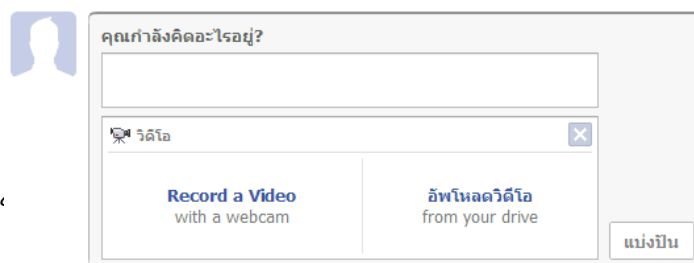 คุณกำลังคิดอะไรอยู่?
วิดีโอ
Record a Video
with a webcam
อัพโหลดวิดีโอ
from your drive
แบ่งปัน